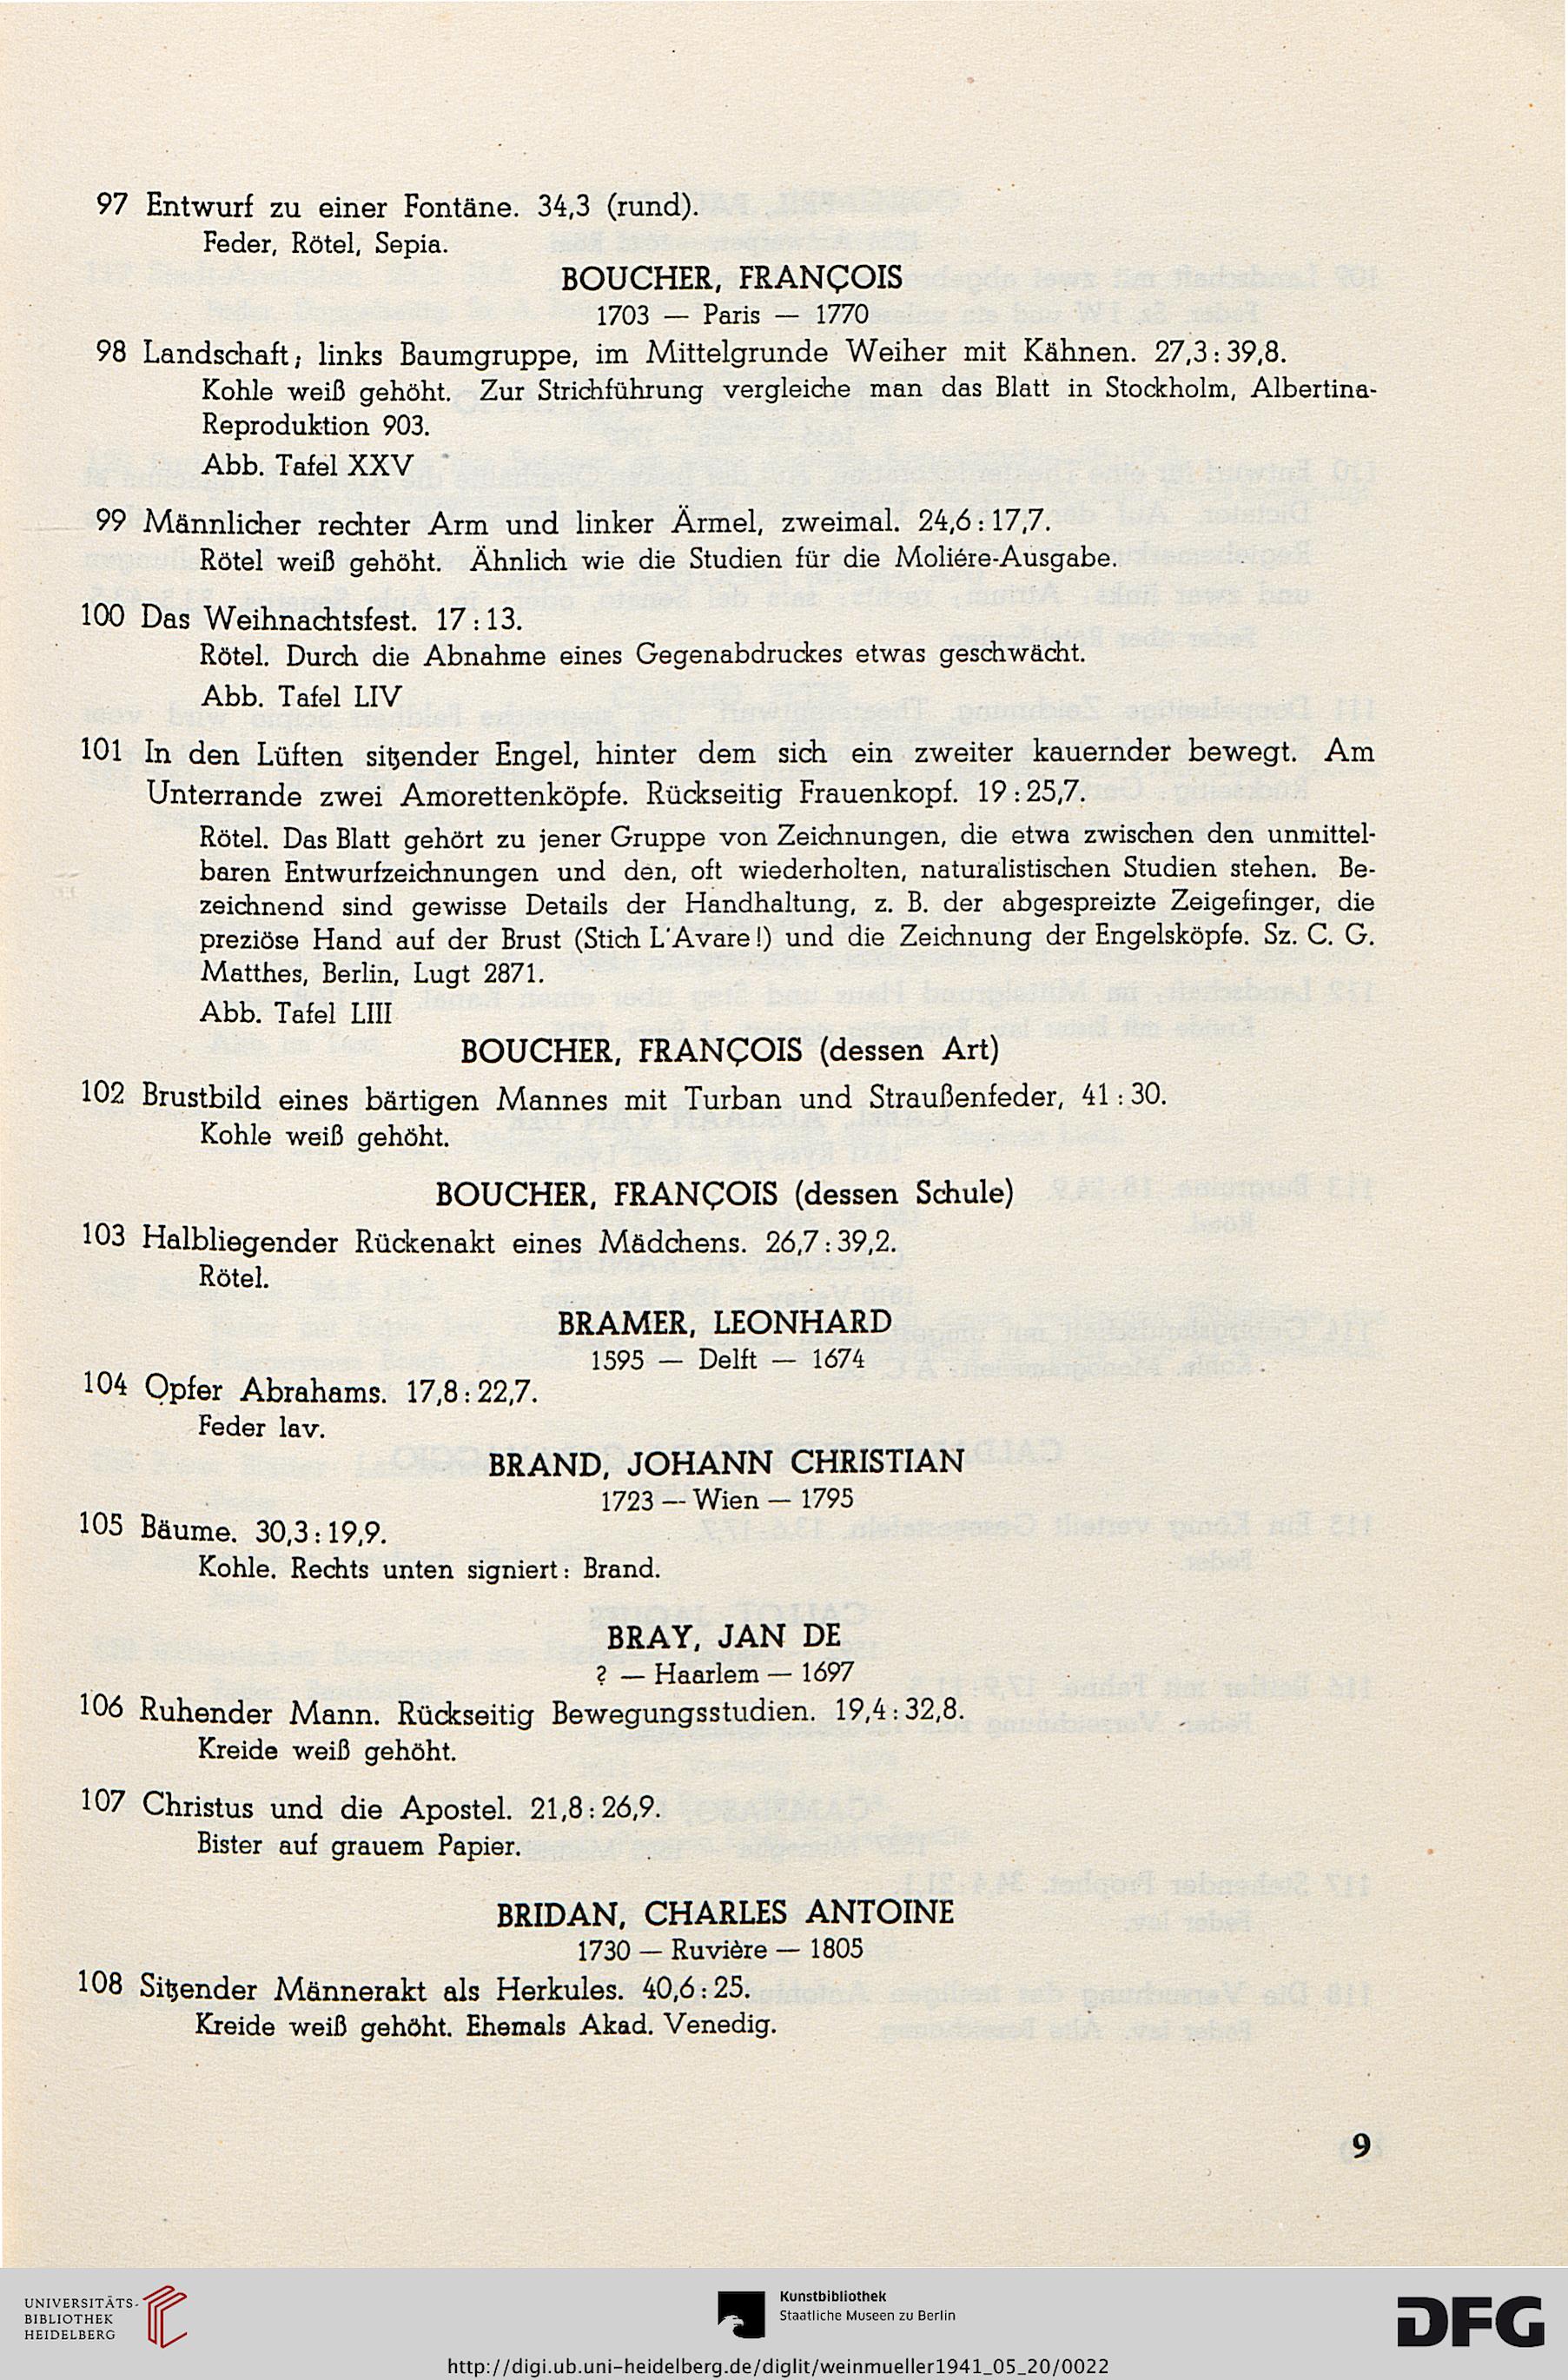 97 Entwurf zu einer Fontäne. 34,3 (rund).
Feder, Rötel, Sepia.
BOUCHER, FRANÇOIS
1703 — Paris — 1770
98 Landschaft; links Baumgruppe, im Mittelgrunde Weiher mit Kähnen. 27,3 : 39,8.
Kohle weiß gehöht. Zur Strichführung vergleiche man das Blatt in Stockholm, Albertina-
Reproduktion 903.
Abb. Tafel XXV
99 Männlicher rechter Arm und linker Ärmel, zweimal. 24,6 : 17,7.
Rötel weiß gehöht. Ähnlich wie die Studien für die Moliére-Ausgabe.
100 Das Weihnachtsfest. 17 : 13.
Rötel. Durch die Abnahme eines Gegenabdruckes etwas geschwächt.
Abb. Tafel LIV
101 In den Lüften sitzender Engel, hinter dem sich ein zweiter kauernder bewegt. Am
Unterrande zwei Amorettenköpfe. Rückseitig Frauenkopf. 19 : 25,7.
Rötel. Das Blatt gehört zu jener Gruppe von Zeichnungen, die etwa zwischen den unmittel-
baren Entwurfzeichnungen und den, oft wiederholten, naturalistischen Studien stehen. Be-
zeichnend sind gewisse Details der Handhaltung, z. B. der abgespreizte Zeigefinger, die
preziöse Hand auf der Brust (Stich L'Avare!) und die Zeichnung der Engelsköpfe. Sz. C. G.
Matthes, Berlin, Lugt 2871.
Abb. Tafel LIII
BOUCHER, FRANÇOIS (dessen Art)
102 Brustbild eines bärtigen Mannes mit Turban und Straußenfeder, 41 : 30.
Kohle weiß gehöht.
BOUCHER, FRANÇOIS (dessen Schule)
103 Halbliegender Rückenakt eines Mädchens. 26,7 : 39,2.
Rötel.
BRAMER, LEONHARD
1595 — Delft — 1674
104 Opfer Abrahams. 17,8 : 22,7.
Feder lav.
BRAND, JOHANN CHRISTIAN
1723 — Wien — 1795
105 Bäume. 30,3 : 19,9.
Kohle. Rechts unten signiert: Brand.
BRAY, JAN DE
? — Haarlem — 1697
106 Ruhender Mann. Rückseitig Bewegungsstudien. 19,4 : 32,8.
Kreide weiß gehöht.
107 Christus und die Apostel. 21,8 : 26,9.
Bister auf grauem Papier.
BRIDAN, CHARLES ANTOINE
1730 — Ruvière — 1805
108 Sitzender Männerakt als Herkules. 40,6 : 25.
Kreide weiß gehöht. Ehemals Akad. Venedig.
9
UNIVERSITÄTS-
BIBLIOTHEK
HEIDELBERG
Kunstbibliothek
Staatliche Museen zu Berlin
DFG
http://digi.ub.uni-heidelberg.de/diglit/weinmueller1941_05_20/0022